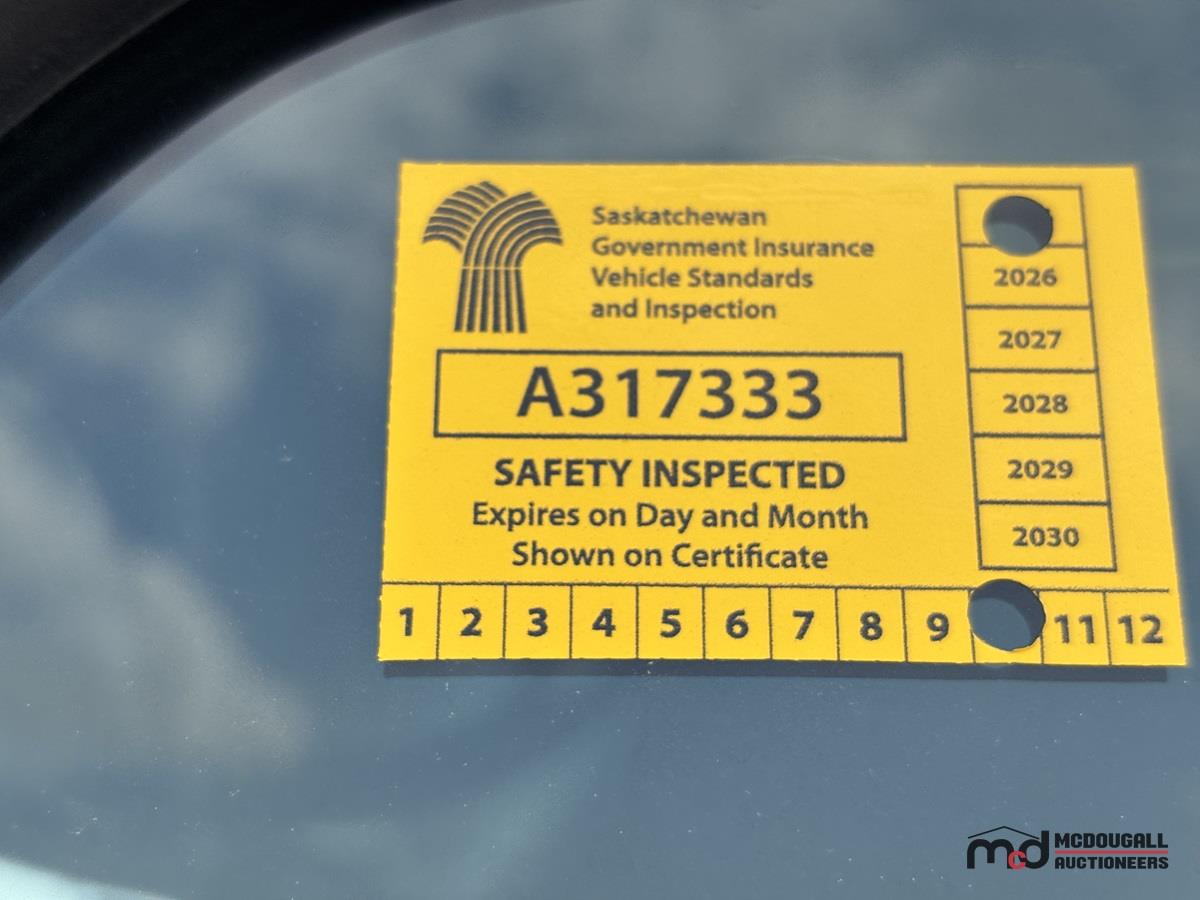 Saskatchewan
Government Insurance
Vehicle Standards
and Inspection
A317333
SAFETY INSPECTED
Expires on Day and Month
Shown on Certificate
2026
2027
2028
2029
2030
1 2 3 4 5 6 7 8 9 11 12
mcd MCDOUGALL
AUCTIONEERS